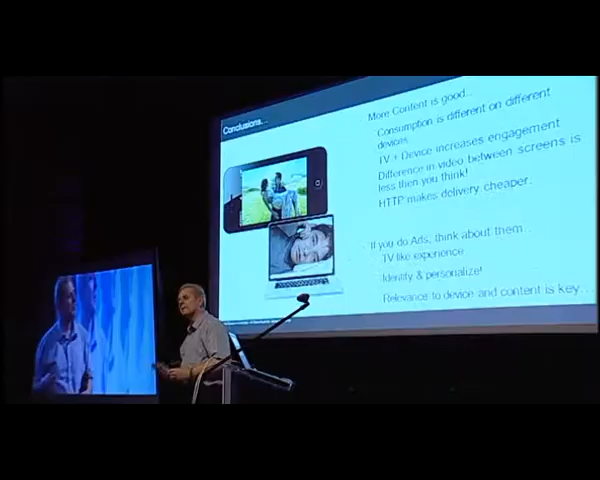 Conclusions...
More Content is good..
Consumption is different on different
devices
TV + Device increases engagement
Difference in video between screens is
less then you think!
HTTP makes delivery cheaper.
If you do Ads, think about them...
TV like experience
Identity & personalize!
Relevance to device and content is key...